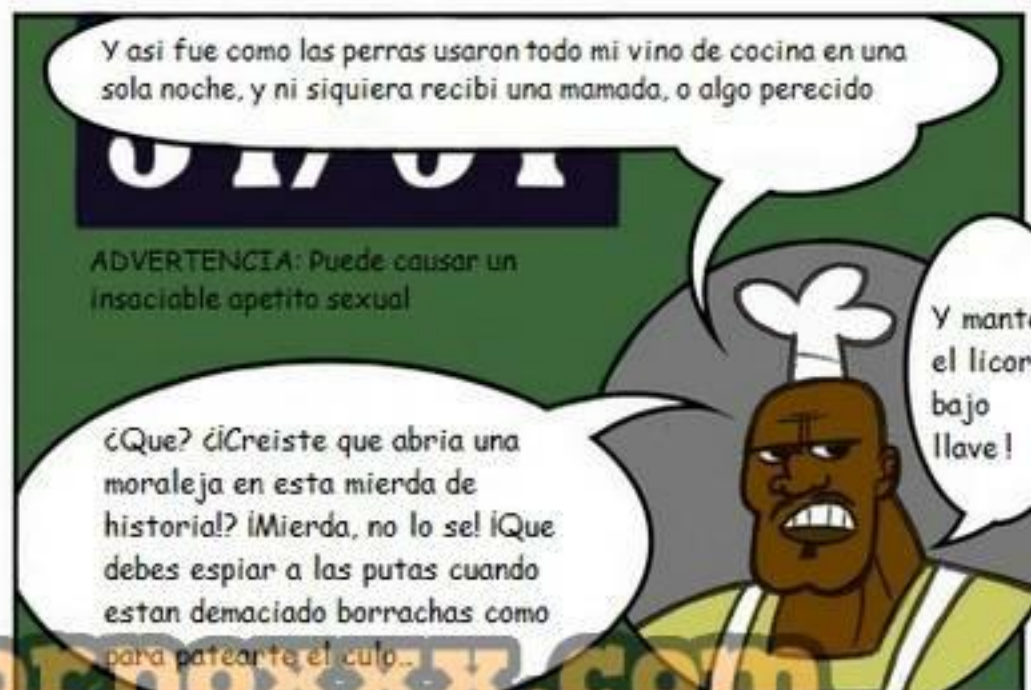 Y asi fue como las perras usaron todo mi vino de cocina en una
sola noche, y ni siquiera recibi una mamada, o algo perecido
ADVERTENCIA: Puede causar un
insaciable apetito sexual
¿Que? ¿¡Creiste que abria una
moraleja en esta mierda de
historia!? ¡Mierda, no lo se! ¡Que
debes espiar a las putas cuando
estan demaciado borrachas como
para patearte el culo..
Y
el licor
bajo
llave!